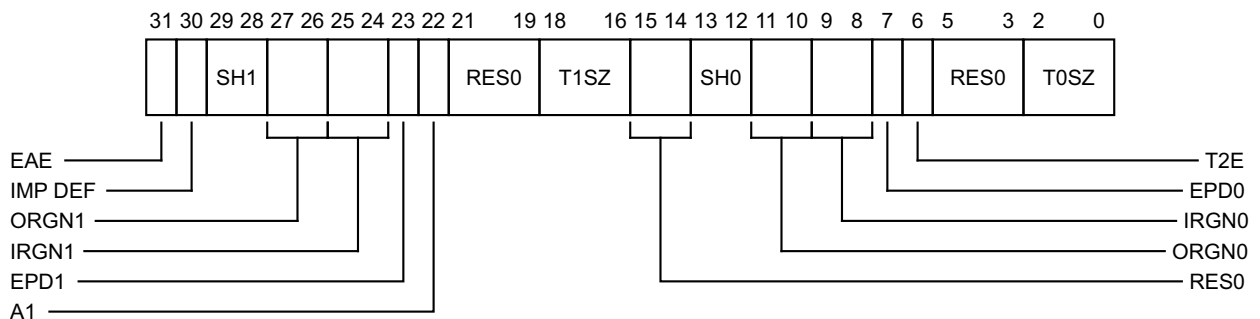 31 30 29 28 27 26 25 24 23 22 21 19 18 16 15 14 13 12 11 10 9 8 7 6 5 3 2 0
SH1 RES0 T1SZ SH0 RES0 T0SZ
EAE T2E
IMP DEF EPD0
ORGN1 IRGN0
IRGN1 ORGN0
EPD1 RES0
A1